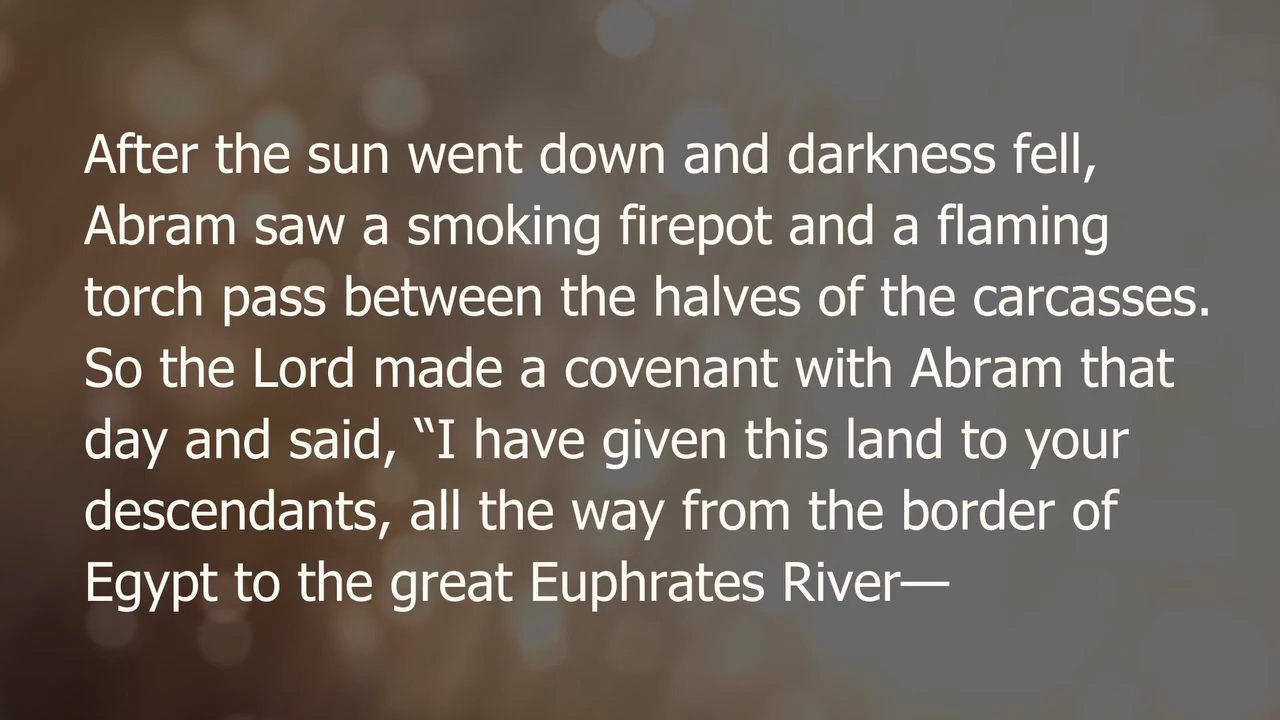 After the sun went down and darkness fell,
Abram saw a smoking firepot and a flaming
torch pass between the halves of the carcasses.
So the Lord made a covenant with Abram that
day and said, “I have given this land to your
descendants, all the way from the border of
Egypt to the great Euphrates River—